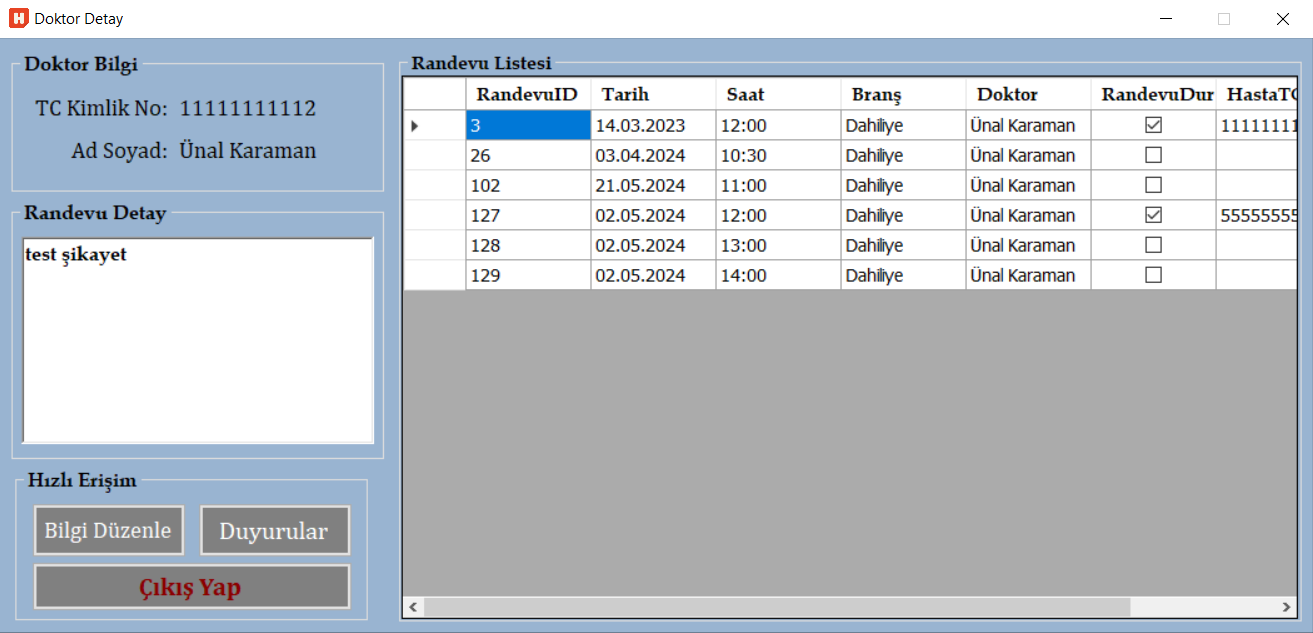 H Doktor Detay
Doktor Bilgi
TC Kimlik No: 11111111112
Ad Soyad: Ünal Karaman
Randevu Detay
test şikayet
Hızlı Erişim
Bilgi Düzenle Duyurular
Çıkış Yap
Randevu Listesi
RandevuID Tarih Saat Branş Doktor RandevuDur HastaTC
3 14.03.2023 12:00 Dahiliye Ünal Karaman 11111111
26 03.04.2024 10:30 Dahiliye Ünal Karaman
102 21.05.2024 11:00 Dahiliye Ünal Karaman
127 02.05.2024 12:00 Dahiliye Ünal Karaman 55555555
128 02.05.2024 13:00 Dahiliye Ünal Karaman
129 02.05.2024 14:00 Dahiliye Ünal Karaman